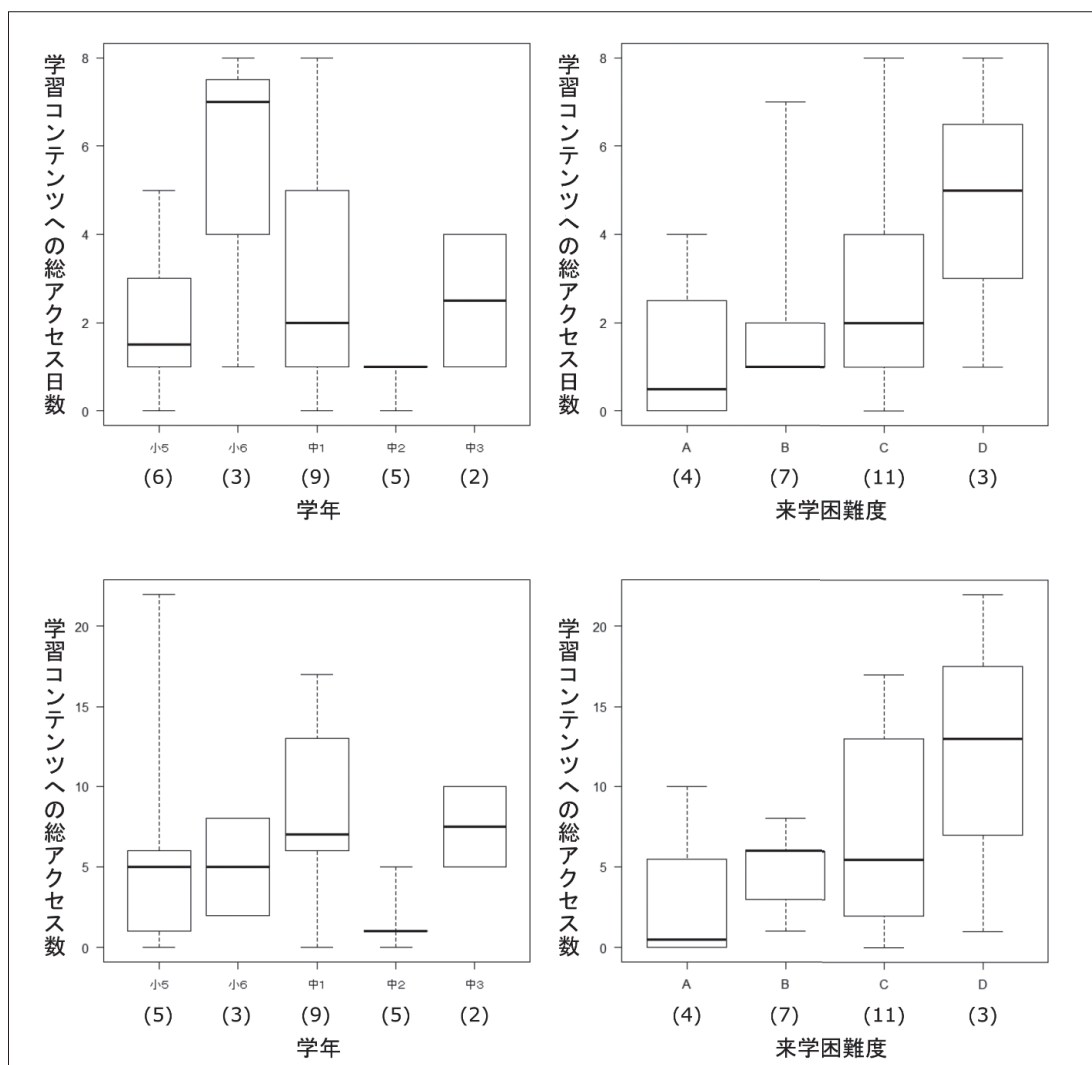 学習コンテンツへの総アクセス日数
8
6
4
2
0
小5 小6 中1 中2 中3
(6) (3) (9) (5) (2)
学年
学習コンテンツへの総アクセス日数
8
6
4
2
0
A B C D
(4) (7) (11) (3)
来学困難度
学習コンテンツへの総アクセス数
20
15
10
5
0
小5 小6 中1 中2 中3
(5) (3) (9) (5) (2)
学年
学習コンテンツへの総アクセス数
20
15
10
5
0
A B C D
(4) (7) (11) (3)
来学困難度